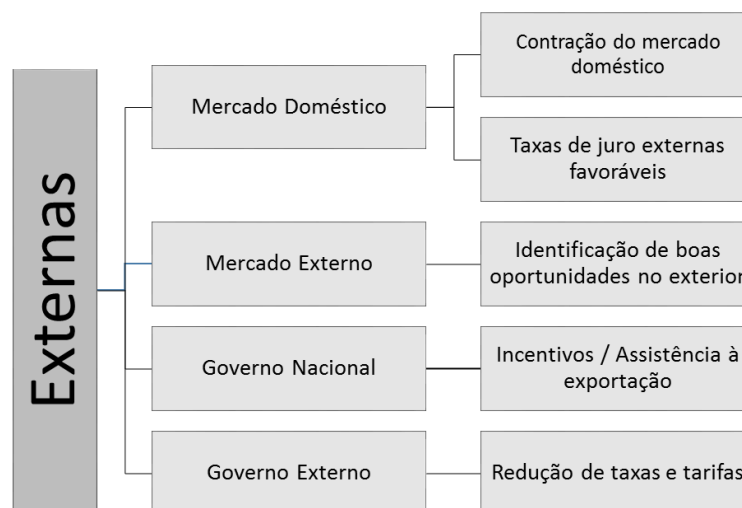 Externas
Mercado Doméstico
Contração do mercado
doméstico
Taxas de juro externas
favoráveis
Mercado Externo
Identificação de boas
oportunidades no exterior
Governo Nacional
Incentivos / Assistência à
exportação
Governo Externo
Redução de taxas e tarifas